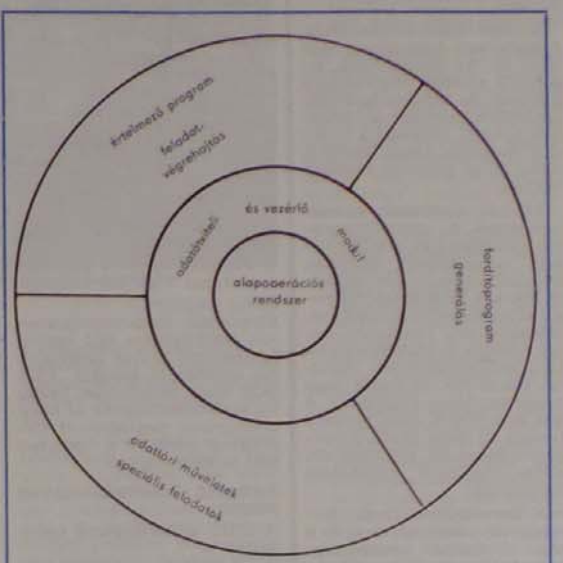 értelmező program
feladat-
végrehajtás
adatátviteli
és vezérlő
modul
alapoperációs
rendszer
fordítóprogram
generálás
adattári műveletek
speciális feladatok